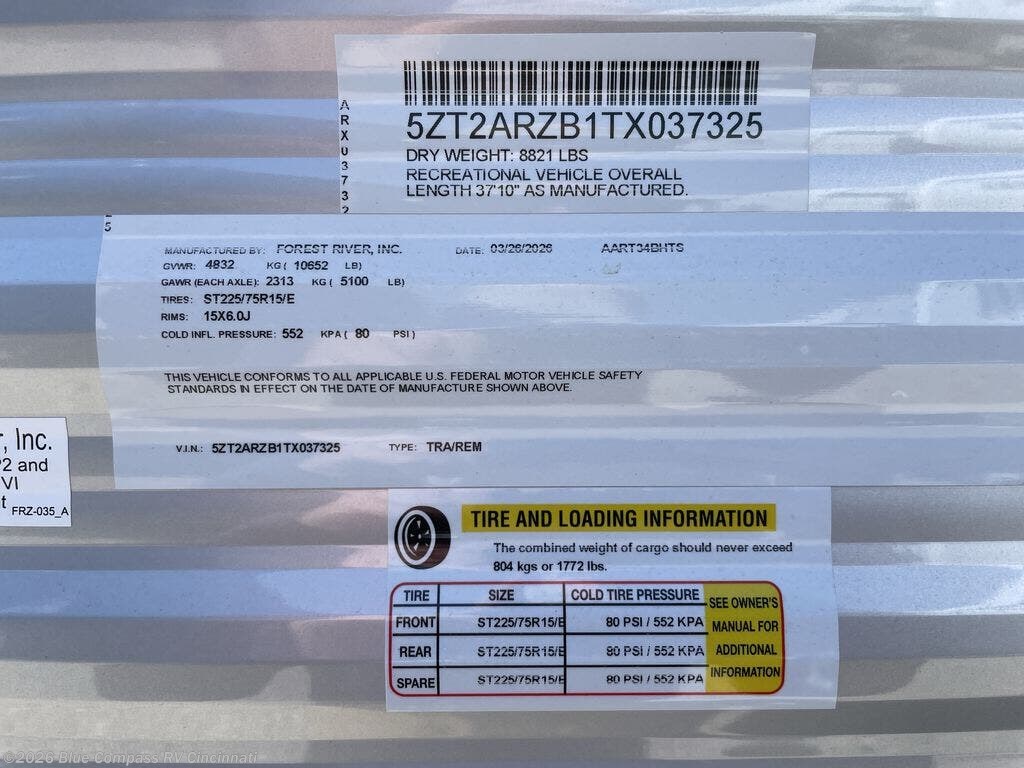 5ZT2ARZB1TX037325
DRY WEIGHT: 8821 LBS
RECREATIONAL VEHICLE OVERALL
LENGTH 37'10" AS MANUFACTURED.
ARX03732
5
MANUFACTURED BY: FOREST RIVER, INC. DATE: 03/26/2026 AART34BHTS
GVWR: 4832 KG ( 10652 LB)
GAWR (EACH AXLE): 2313 KG ( 5100 LB)
TIRES: ST225/75R15/E
RIMS: 15X6.0J
COLD INFL. PRESSURE: 552 KPA ( 80 PSI )
THIS VEHICLE CONFORMS TO ALL APPLICABLE U.S. FEDERAL MOTOR VEHICLE SAFETY
STANDARDS IN EFFECT ON THE DATE OF MANUFACTURE SHOWN ABOVE.
V.I.N.: 5ZT2ARZB1TX037325 TYPE: TRA/REM
, Inc.
P2 and
VI
t FRZ-035_A
TIRE AND LOADING INFORMATION
The combined weight of cargo should never exceed
804 kgs or 1772 lbs.
TIRE SIZE COLD TIRE PRESSURE
FRONT ST225/75R15/E 80 PSI / 552 KPA
REAR ST225/75R15/E 80 PSI / 552 KPA
SPARE ST225/75R15/E 80 PSI / 552 KPA
SEE OWNER'S
MANUAL FOR
ADDITIONAL
INFORMATION
©2026 Blue Compass RV Cincinnati